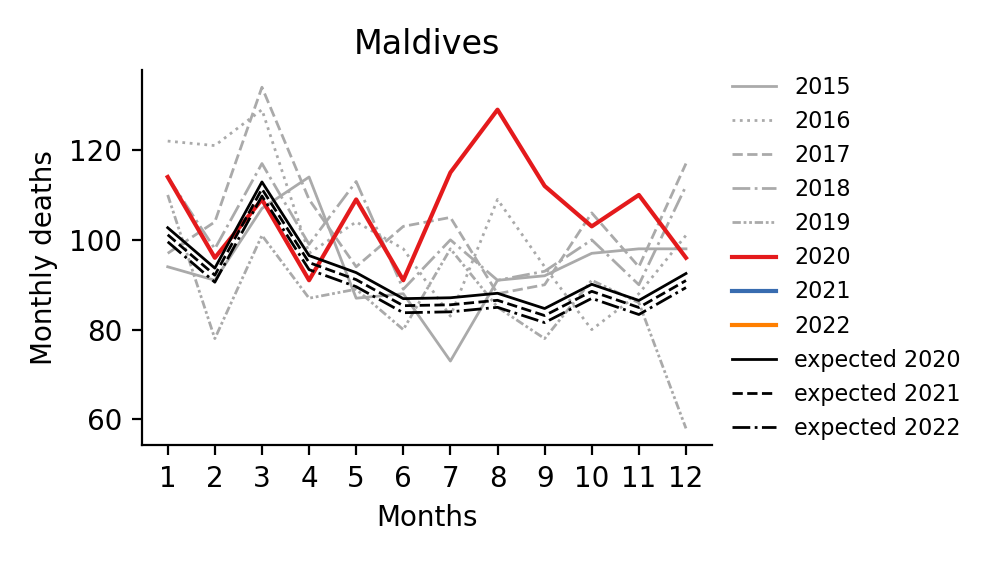 Maldives
Monthly deaths
120
100
80
60
1 2 3 4 5 6 7 8 9 10 11 12
Months
2015
2016
2017
2018
2019
2020
2021
2022
expected 2020
expected 2021
expected 2022